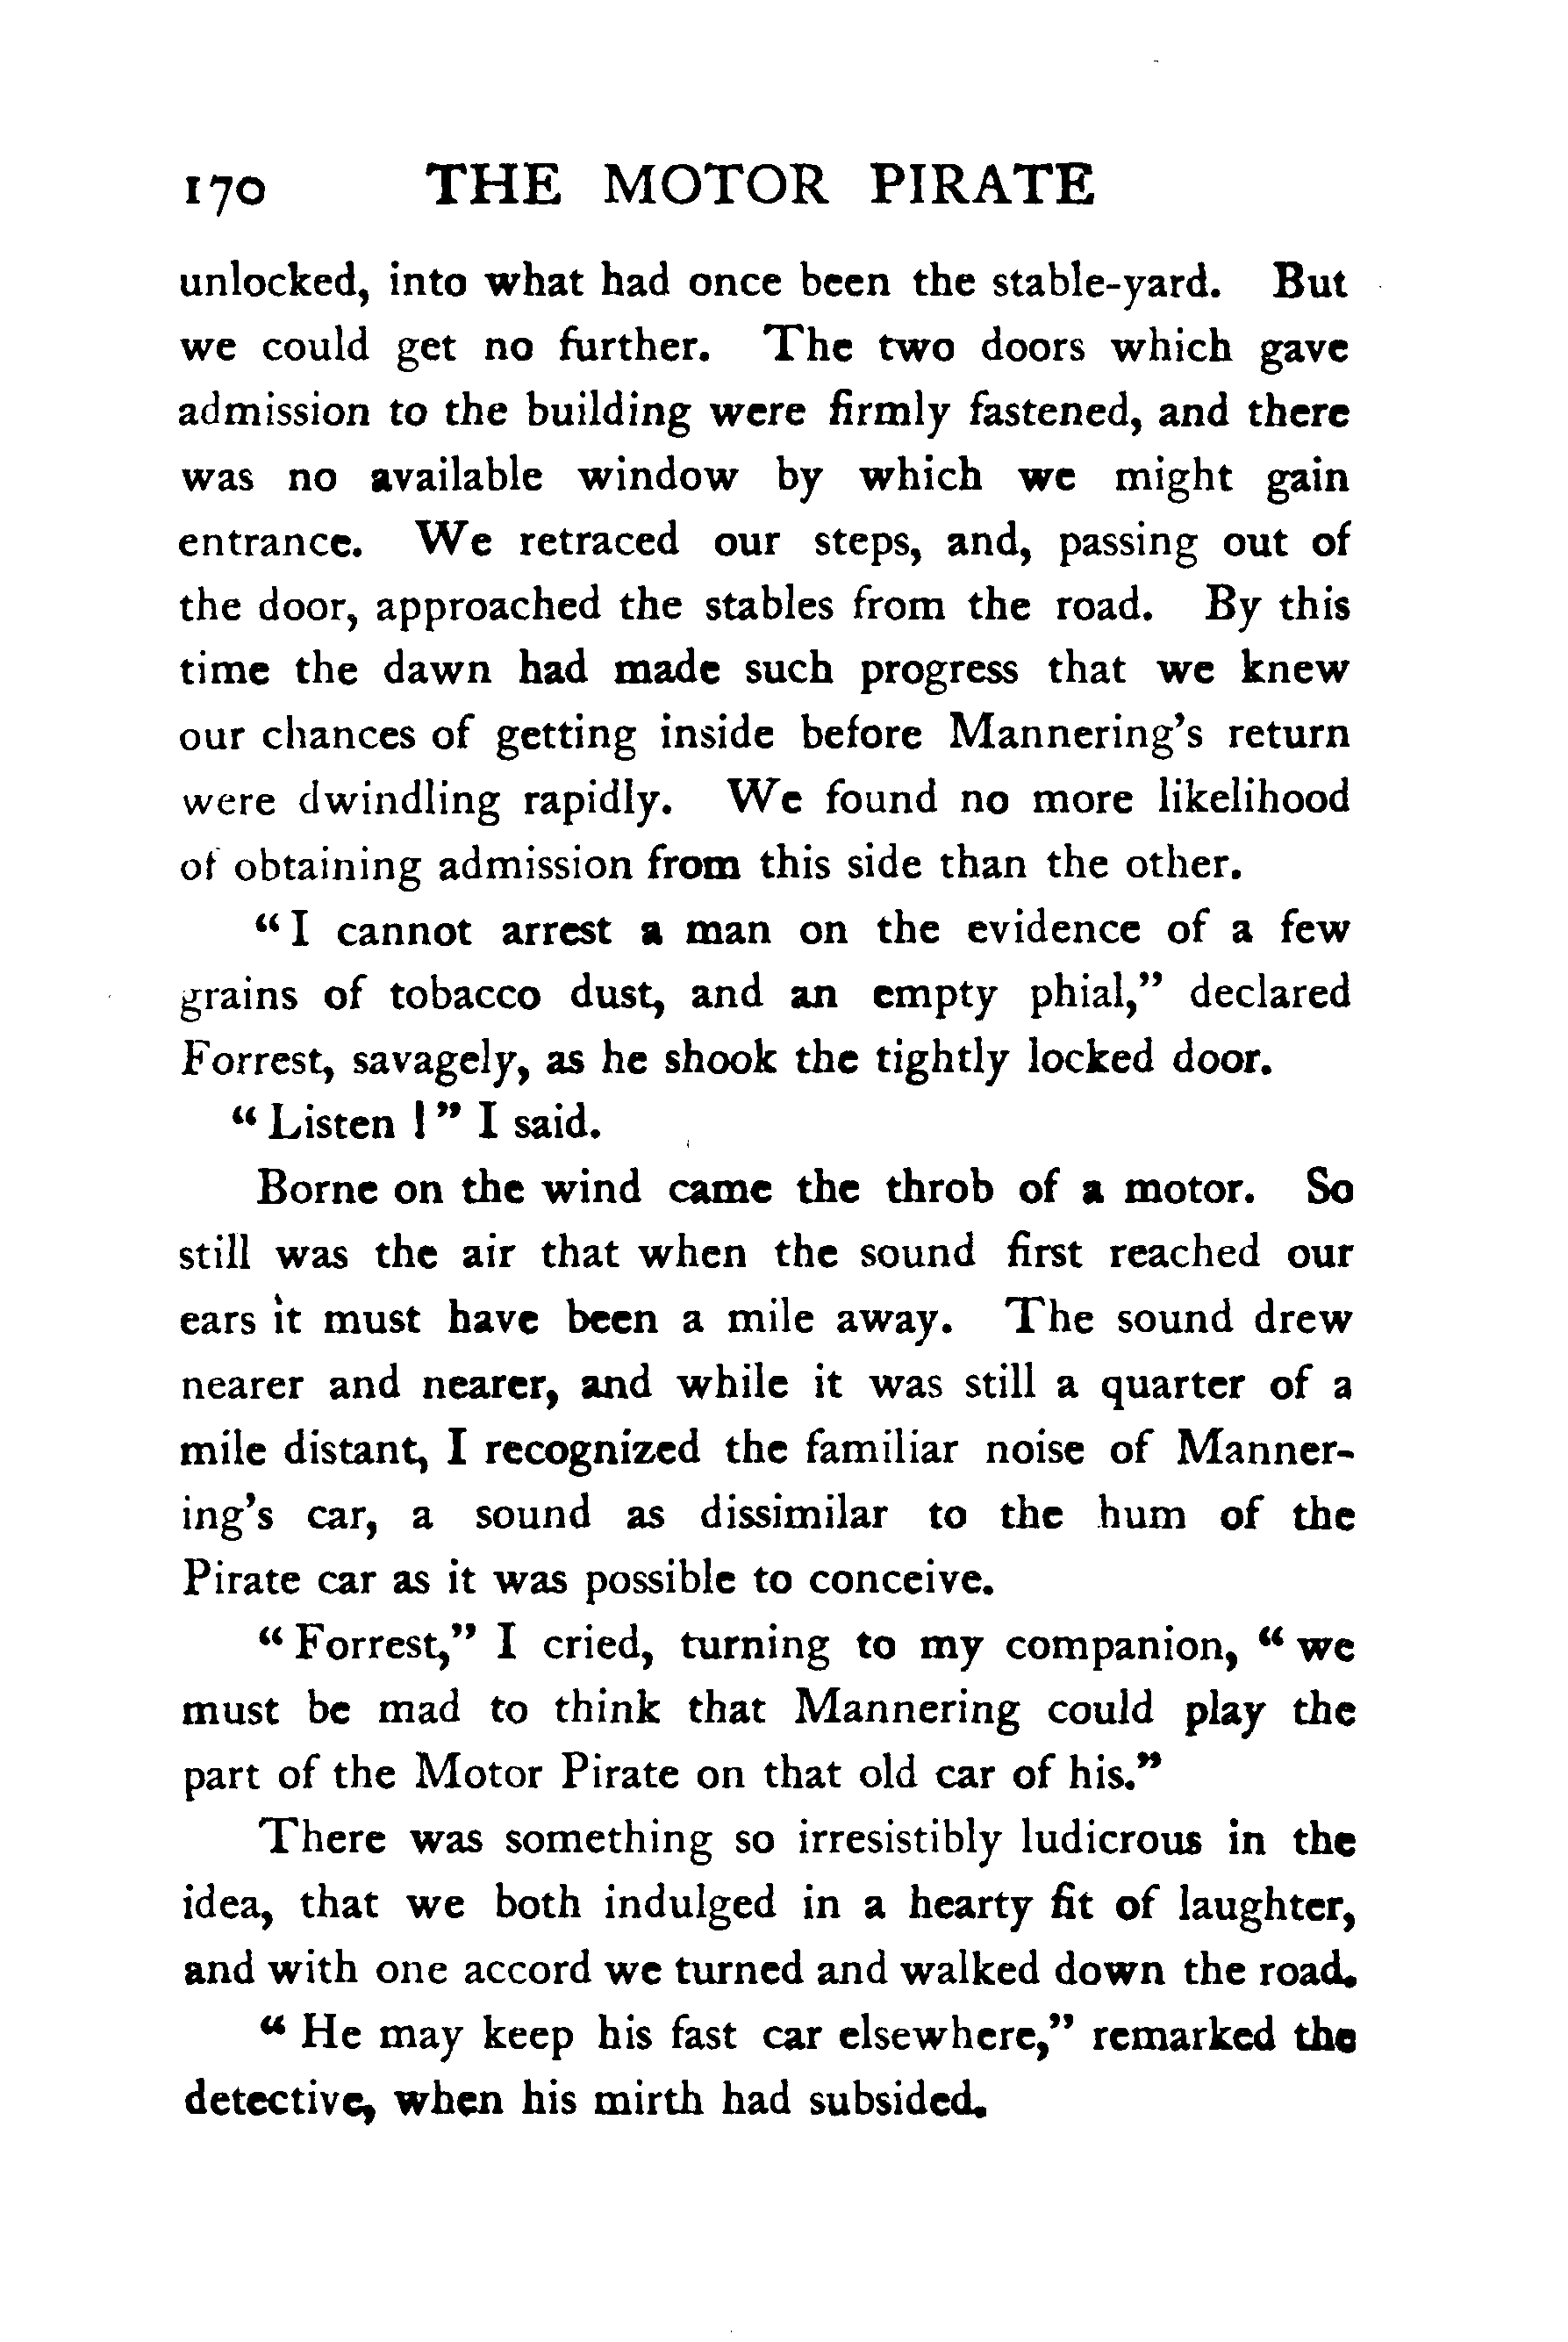 170 THE MOTOR PIRATE
unlocked, into what had once been the stable-yard. But
we could get no further. The two doors which gave
admission to the building were firmly fastened, and there
was no available window by which we might gain
entrance. We retraced our steps, and, passing out of
the door, approached the stables from the road. By this
time the dawn had made such progress that we knew
our chances of getting inside before Mannering's return
were dwindling rapidly. We found no more likelihood
of obtaining admission from this side than the other.
"I cannot arrest a man on the evidence of a few
grains of tobacco dust, and an empty phial," declared
Forrest, savagely, as he shook the tightly locked door.
"Listen!" I said.
Borne on the wind came the throb of a motor. So
still was the air that when the sound first reached our
ears it must have been a mile away. The sound drew
nearer and nearer, and while it was still a quarter of a
mile distant, I recognized the familiar noise of Manner-
ing's car, a sound as dissimilar to the hum of the
Pirate car as it was possible to conceive.
"Forrest," I cried, turning to my companion, "we
must be mad to think that Mannering could play the
part of the Motor Pirate on that old car of his."
There was something so irresistibly ludicrous in the
idea, that we both indulged in a hearty fit of laughter,
and with one accord we turned and walked down the road.
"He may keep his fast car elsewhere," remarked the
detective, when his mirth had subsided.